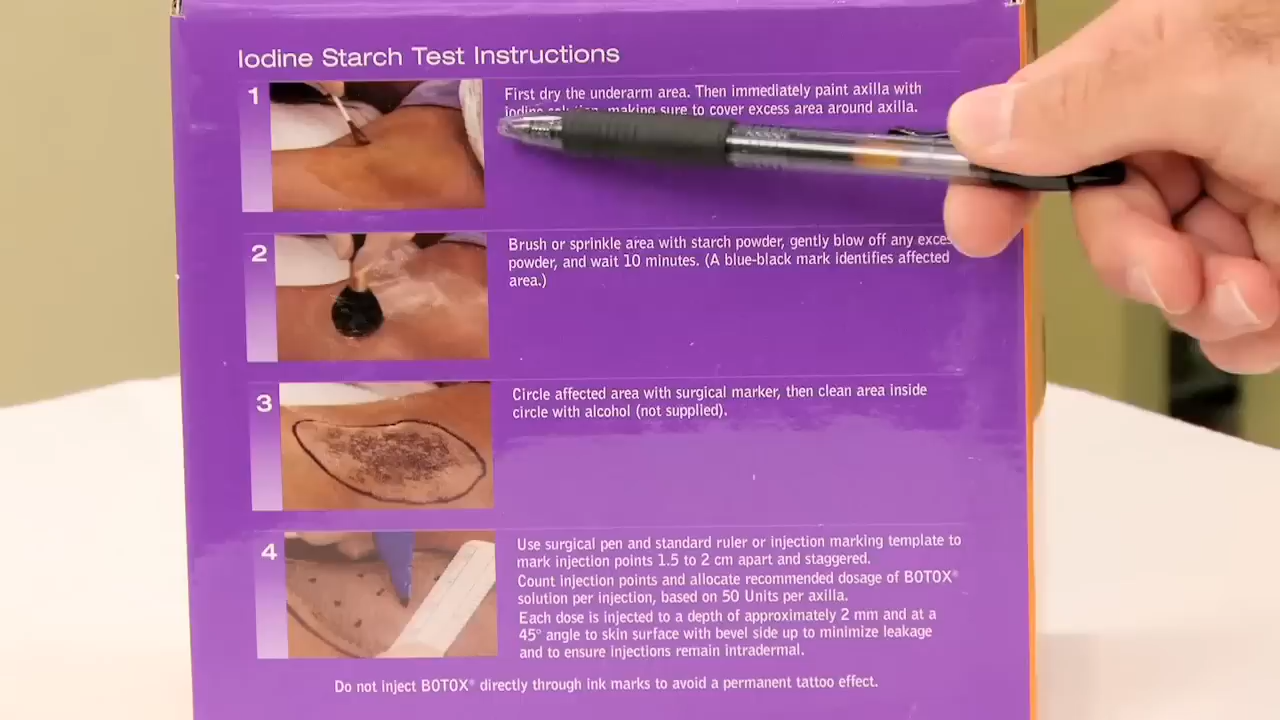 Iodine Starch Test Instructions
1
First dry the underarm area. Then immediately paint axilla with
iodine solution, making sure to cover excess area around axilla.
2
Brush or sprinkle area with starch powder, gently blow off any
powder, and wait 10 minutes. (A blue-black mark identifies affected
area.)
3
Circle affected area with surgical marker, then clean area inside
circle with alcohol (not supplied).
4
Use surgical pen and standard ruler or injection marking template to
mark injection points 1.5 to 2 cm apart and staggered.
Count injection points and allocate recommended dosage of BOTOX®
solution per injection, based on 50 Units per axilla.
Each dose is injected to a depth of approximately 2 mm and at a
45° angle to skin surface with bevel side up to minimize leakage
and to ensure injections remain intradermal.
Do not inject BOTOX® directly through ink marks to avoid a permanent tattoo effect.